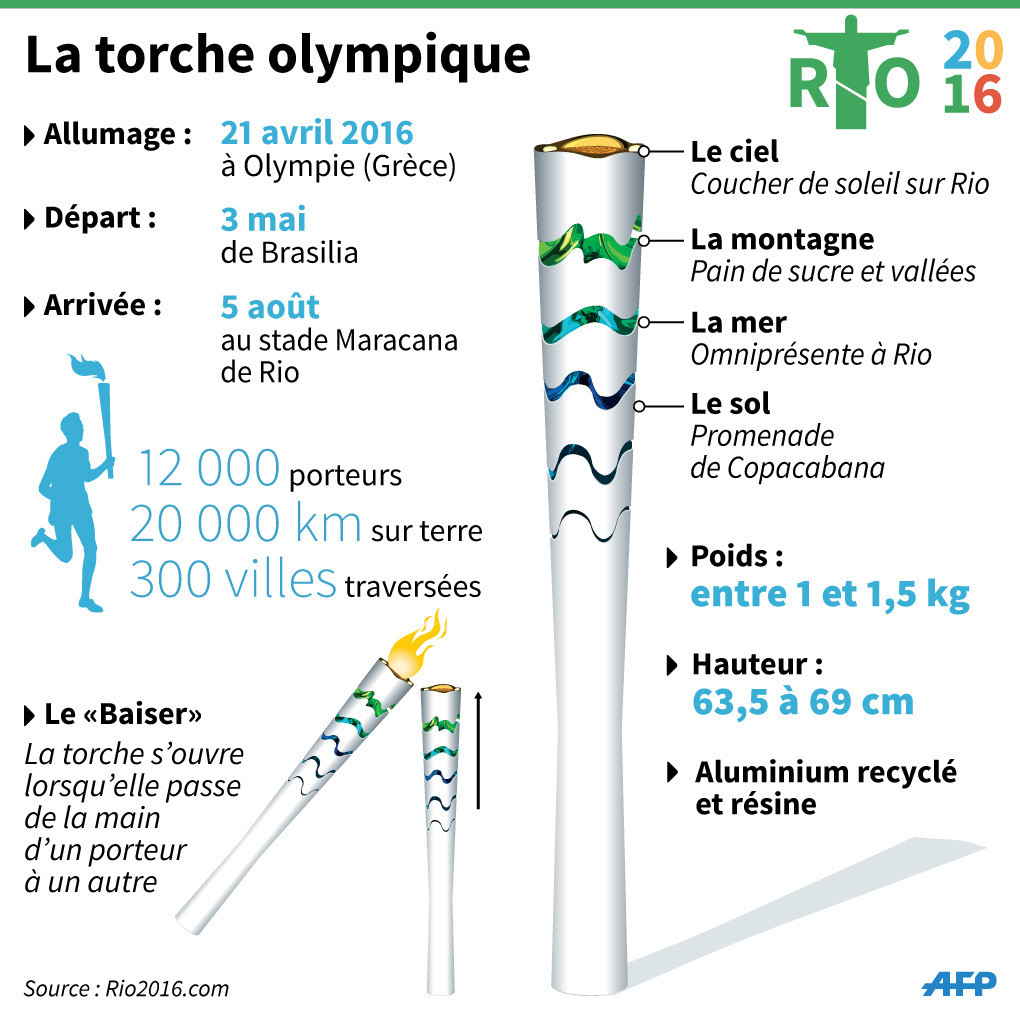 La torche olympique
RIO
20
16
Allumage :
21 avril 2016
à Olympie (Grèce)
Départ :
3 mai
de Brasilia
Arrivée :
5 août
au stade Maracana
de Rio
12 000 porteurs
20 000 km sur terre
300 villes traversées
Le ciel
Coucher de soleil sur Rio
La montagne
Pain de sucre et vallées
La mer
Omniprésente à Rio
Le sol
Promenade
de Copacabana
Poids :
entre 1 et 1,5 kg
Hauteur :
63,5 à 69 cm
Aluminium recyclé
et résine
Le «Baiser»
La torche s’ouvre
lorsqu’elle passe
de la main
d’un porteur
à un autre
Source : Rio2016.com
AFP